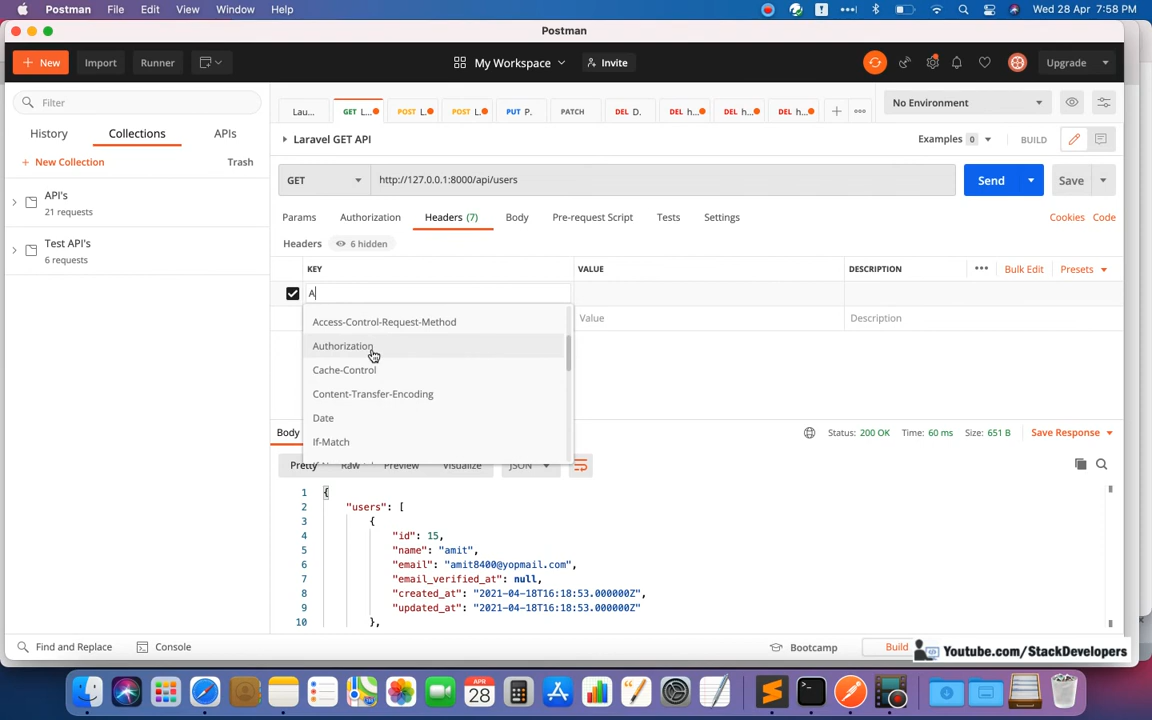 Postman File Edit View Window Help Wed 28 Apr 7:58 PM
Postman
New Import Runner My Workspace Invite Upgrade
Filter
Lau... GET L... POST L... POST L... PUT P. PATCH DEL D. DEL h... DEL h... DEL h... No Environment
History Collections APIs
Laravel GET API Examples 0 BUILD
+ New Collection Trash
GET http://127.0.0.1:8000/api/users Send Save
API's
21 requests
Params Authorization Headers (7) Body Pre-request Script Tests Settings Cookies Code
Test API's
6 requests
Headers 6 hidden
KEY VALUE DESCRIPTION Bulk Edit Presets
A
Value Description
Access-Control-Request-Method
Authorization
Cache-Control
Content-Transfer-Encoding
Date
If-Match
Body Status: 200 OK Time: 60 ms Size: 651 B Save Response
Pretty Raw Preview Visualize JSON
1 {
2 "users": [
3 {
4 "id": 15,
5 "name": "amit",
6 "email": "amit8400@yopmail.com",
7 "email_verified_at": null,
8 "created_at": "2021-04-18T16:18:53.000000Z",
9 "updated_at": "2021-04-18T16:18:53.000000Z"
10 },
Find and Replace Console Bootcamp Build
Youtube.com/StackDevelopers
APR
28